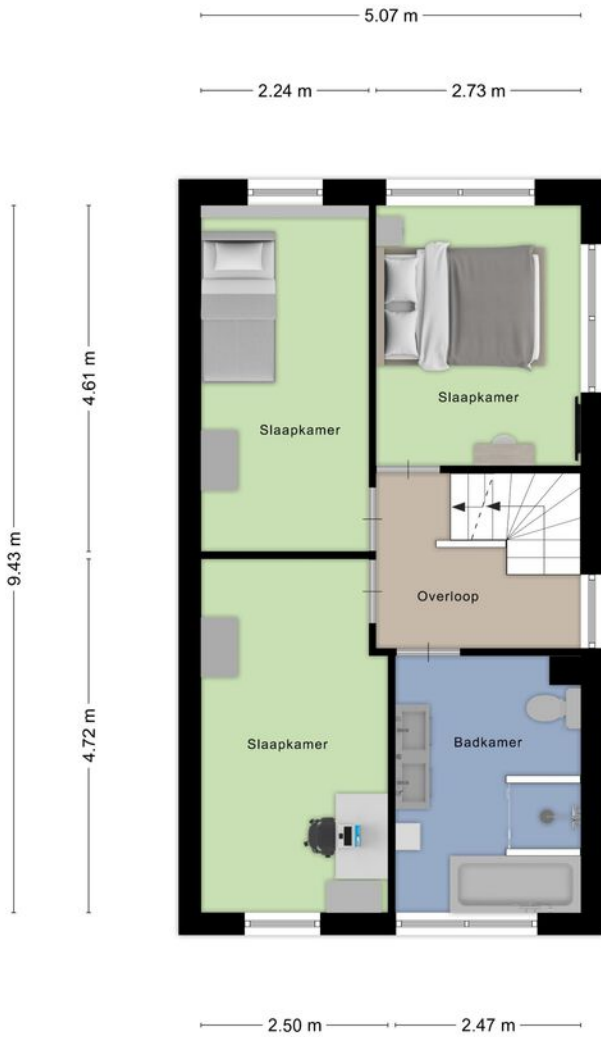 5.07 m
2.24 m
2.73 m
9.43 m
4.61 m
4.72 m
Slaapkamer
Slaapkamer
Overloop
Slaapkamer
Badkamer
2.50 m
2.47 m